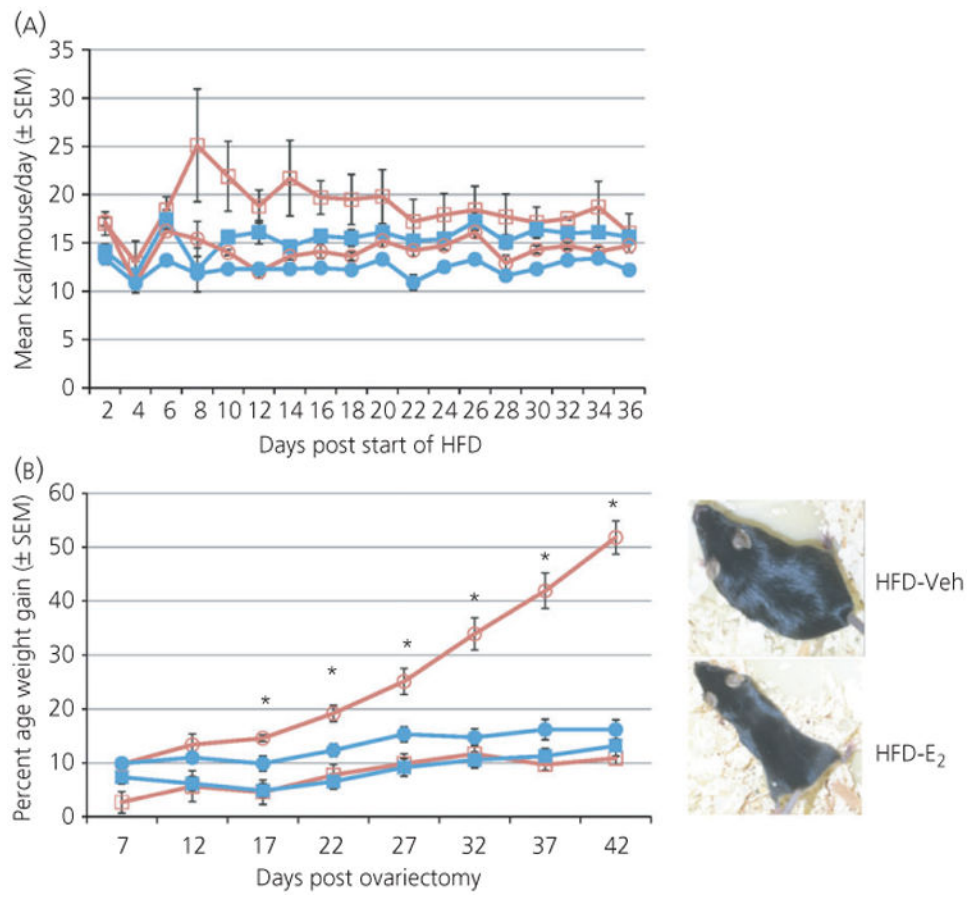 (A)
Mean kcal/mouse/day (± SEM)
35
30
25
20
15
10
5
0
2 4 6 8 10 12 14 16 18 20 22 24 26 28 30 32 34 36
Days post start of HFD
(B)
Percent age weight gain (± SEM)
60
50
40
30
20
10
0
* * * * * *
7 12 17 22 27 32 37 42
Days post ovariectomy
HFD-Veh
HFD-E₂